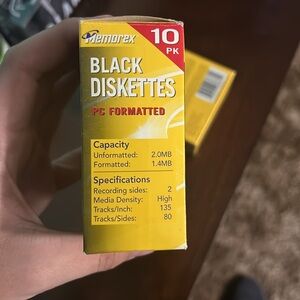 Memorex
10
PK
BLACK
DISKETTES
PC FORMATTED
Capacity
Unformatted: 2.0MB
Formatted: 1.4MB
Specifications
Recording sides: 2
Media Density: High
Tracks/Inch: 135
Tracks/Sides: 80